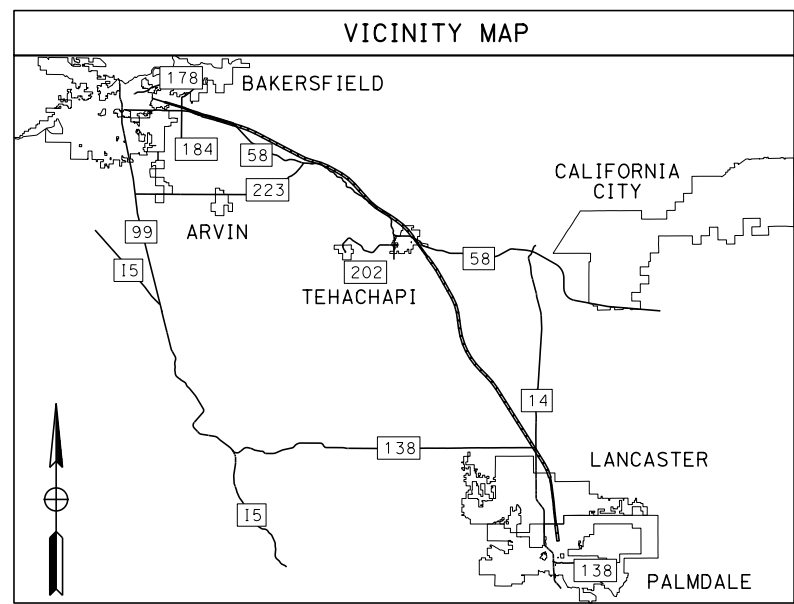 VICINITY MAP
178
BAKERSFIELD
184
58
CALIFORNIA
CITY
223
99
ARVIN
I5
202
58
TEHACHAPI
14
138
LANCASTER
I5
138
PALMDALE